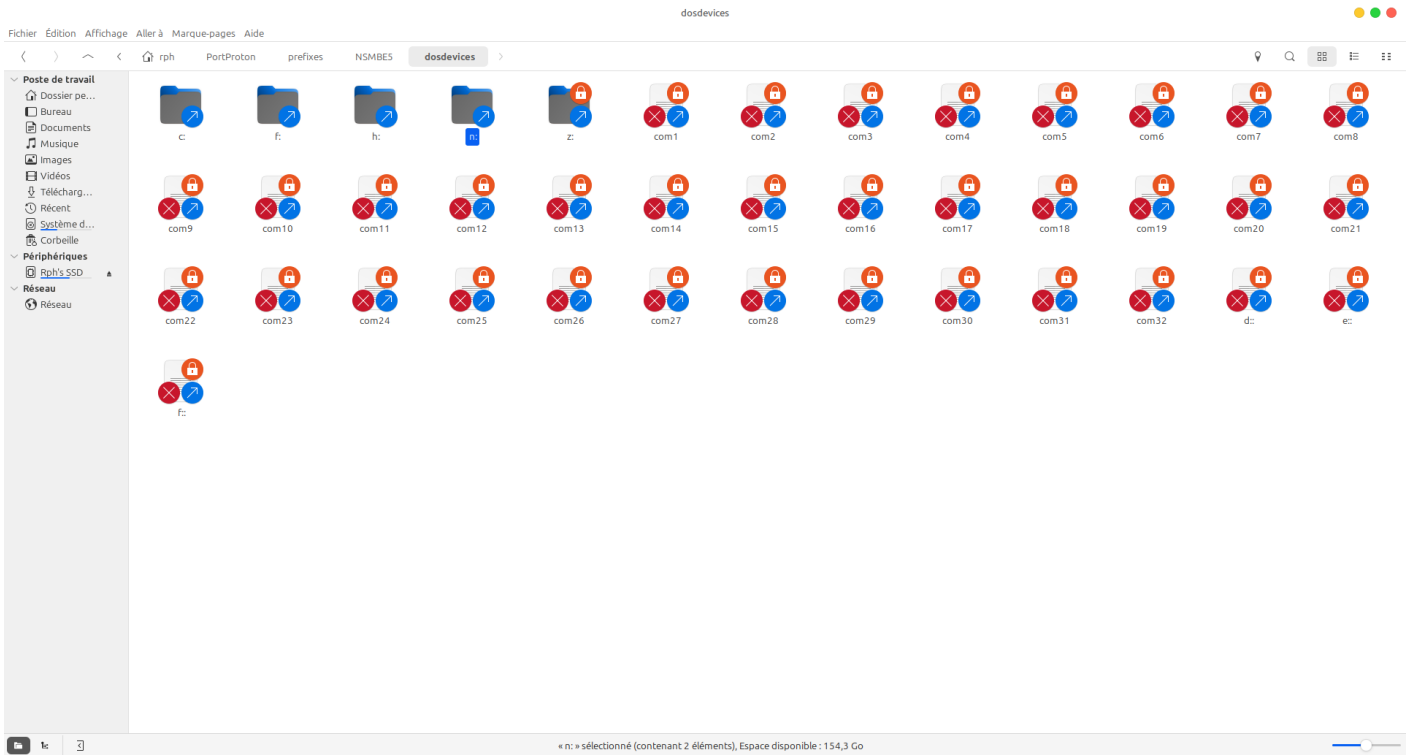 dosdevices
Fichier Édition Affichage Aller à Marque-pages Aide
rph PortProton prefixes NSMBE5 dosdevices
Poste de travail
Dossier pe...
Bureau
Documents
Musique
Images
Vidéos
Télécharg...
Récent
Système d...
Corbeille
Périphériques
Rph's SSD
Réseau
Réseau
c: f: h: n: z: com1 com2 com3 com4 com5 com6 com7 com8
com9 com10 com11 com12 com13 com14 com15 com16 com17 com18 com19 com20 com21
com22 com23 com24 com25 com26 com27 com28 com29 com30 com31 com32 d:: e::
f::
« n: » sélectionné (contenant 2 éléments), Espace disponible : 154,3 Go